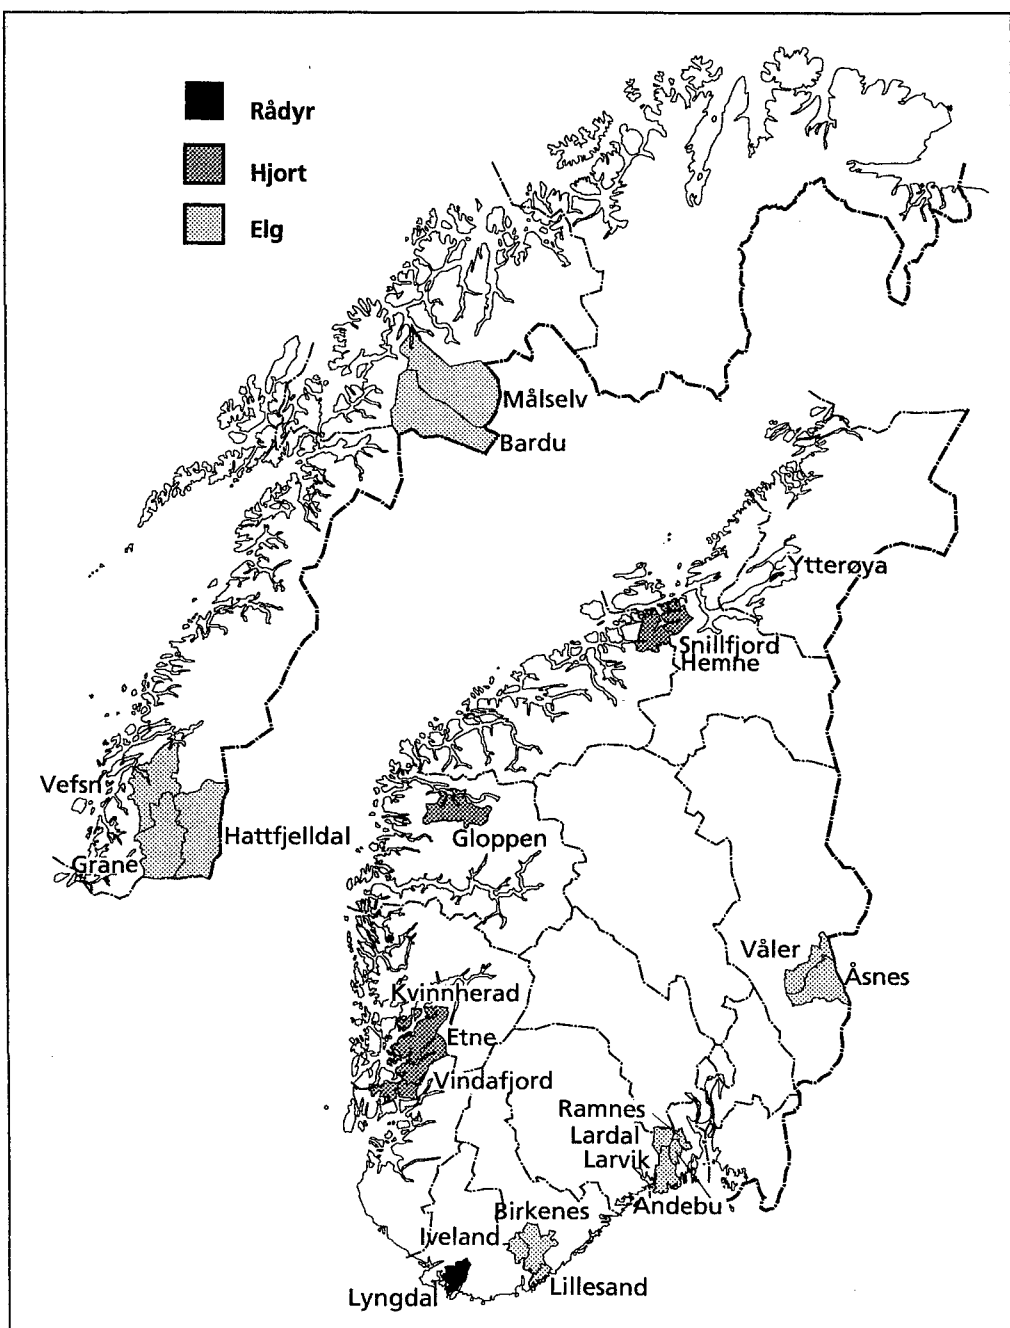 Rådyr
Hjort
Elg
Målselv
Bardu
Ytterøya
Snillfjord
Hemne
Vefsn
Hattfjelldal
Grane
Gloppen
Våler
Åsnes
Kvinnherad
Etne
Vindafjord
Ramnes
Lardal
Larvik
Andebu
Birkenes
Iveland
Lillesand
Lyngdal